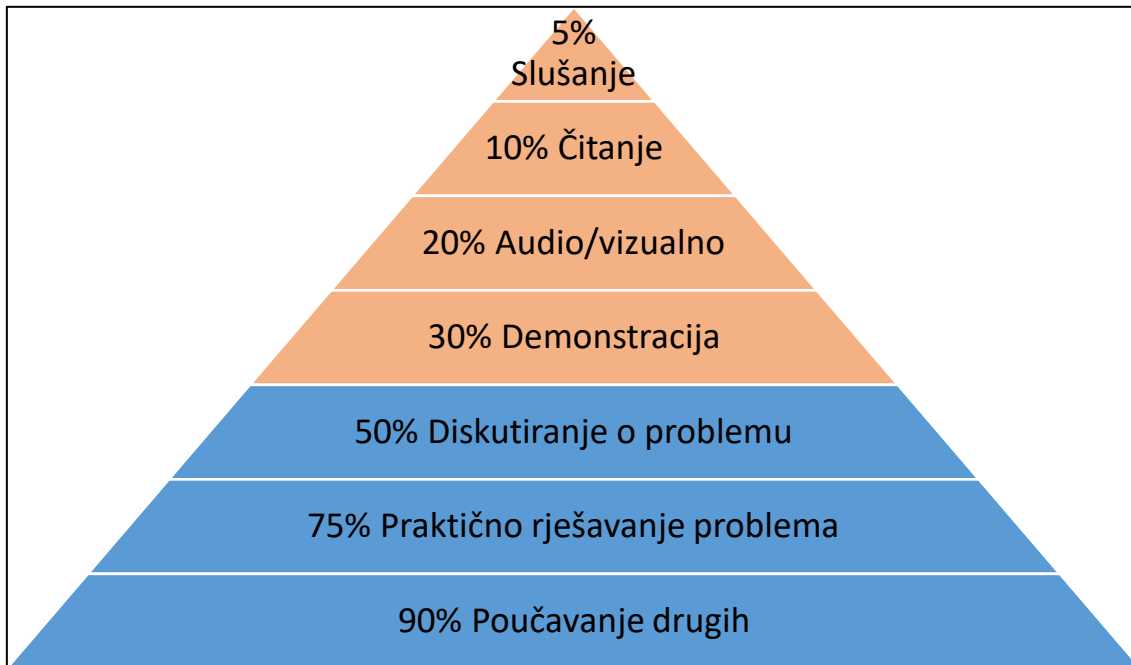 5%
Slušanje
10% Čitanje
20% Audio/vizualno
30% Demonstracija
50% Diskutiranje o problemu
75% Praktično rješavanje problema
90% Poučavanje drugih